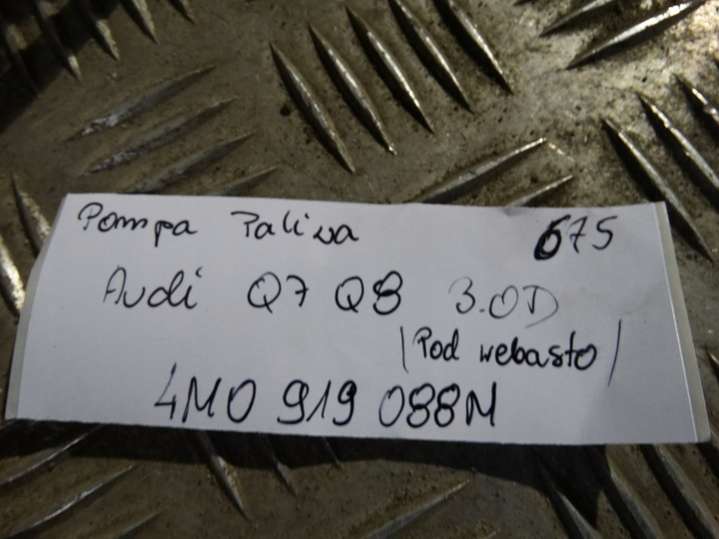 Pompa Paliwa 675
Audi Q7 Q8 3.0D
(Pod webasto)
4M0 919 088M